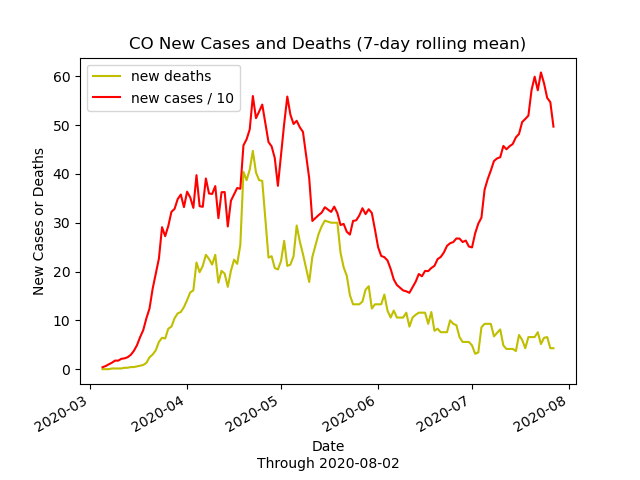 CO New Cases and Deaths (7-day rolling mean)
new deaths
new cases / 10
60
50
40
30
20
10
0
New Cases or Deaths
2020-03
2020-04
2020-05
2020-06
2020-07
2020-08
Date
Through 2020-08-02